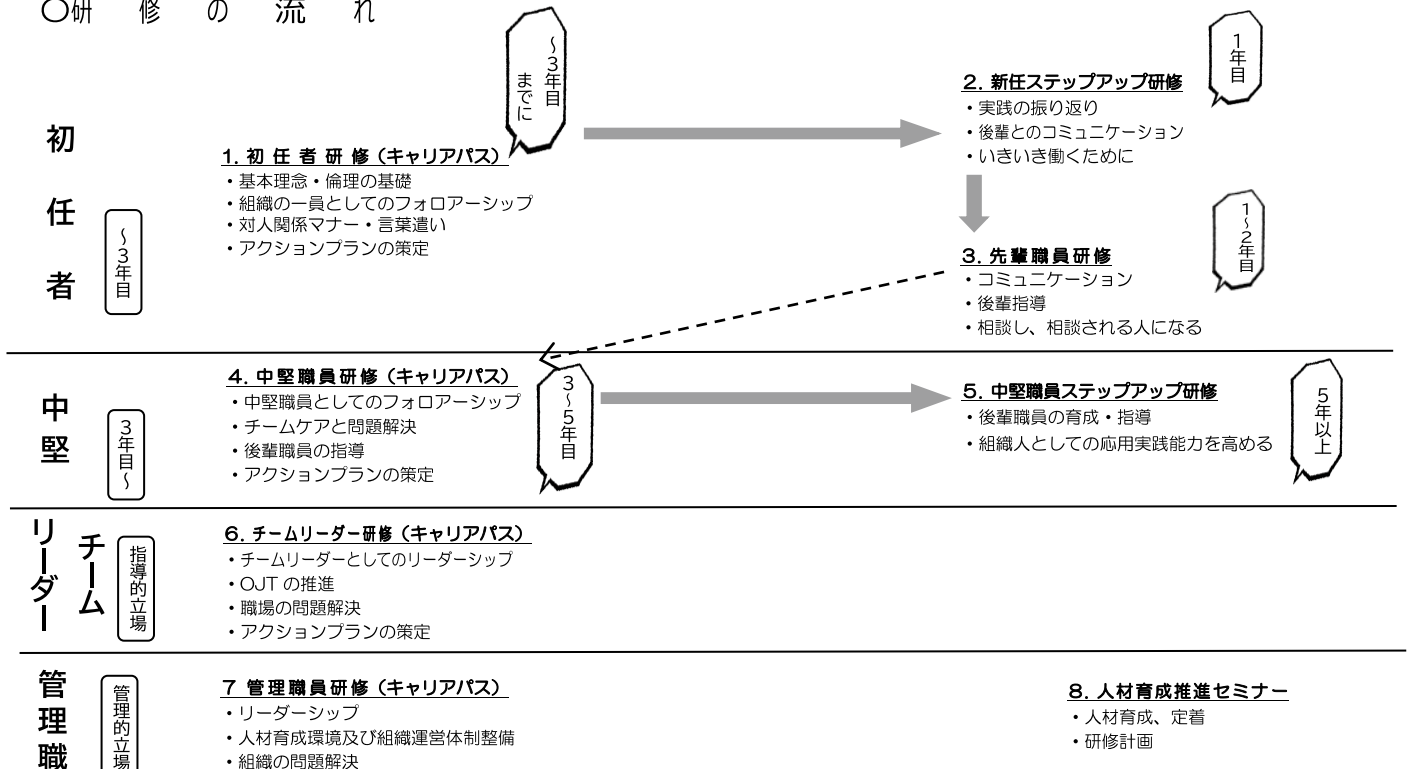 〇研修の流れ
初任者
～3年目
1. 初任者研修（キャリアパス）
・基本理念・倫理の基礎
・組織の一員としてのフォロアーシップ
・対人関係マナー・言葉遣い
・アクションプランの策定
～3年目
までに
2. 新任ステップアップ研修
・実践の振り返り
・後輩とのコミュニケーション
・いきいき働くために
1年目
3. 先輩職員研修
・コミュニケーション
・後輩指導
・相談し、相談される人になる
1～2年目
中堅
3年目～
4. 中堅職員研修（キャリアパス）
・中堅職員としてのフォロアーシップ
・チームケアと問題解決
・後輩職員の指導
・アクションプランの策定
3～5年目
5. 中堅職員ステップアップ研修
・後輩職員の育成・指導
・組織人としての応用実践能力を高める
5年以上
チーム
リーダー
指導的立場
6. チームリーダー研修（キャリアパス）
・チームリーダーとしてのリーダーシップ
・OJTの推進
・職場の問題解決
・アクションプランの策定
管理職
管理的立場
7 管理職員研修（キャリアパス）
・リーダーシップ
・人材育成環境及び組織運営体制整備
・組織の問題解決
8. 人材育成推進セミナー
・人材育成、定着
・研修計画